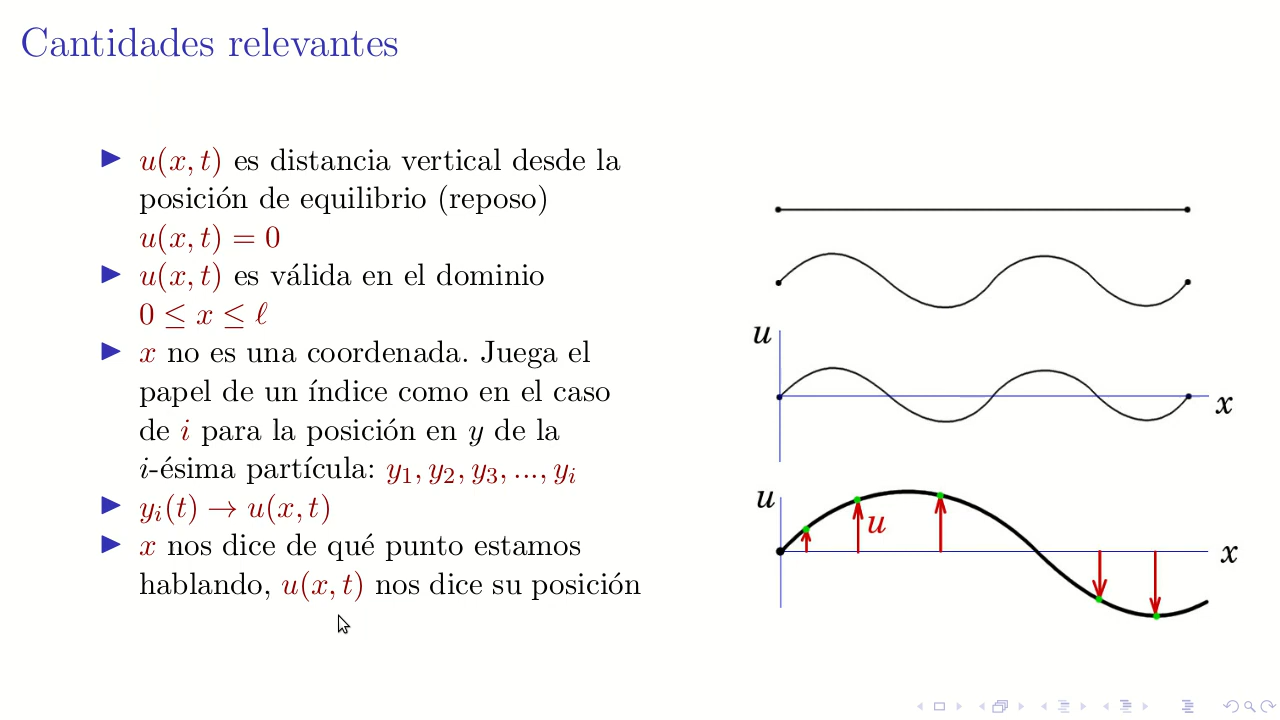 Cantidades relevantes
u(x, t) es distancia vertical desde la
posición de equilibrio (reposo)
u(x, t) = 0
u(x, t) es válida en el dominio
0 ≤ x ≤ ℓ
x no es una coordenada. Juega el
papel de un índice como en el caso
de i para la posición en y de la
i-ésima partícula: y₁, y₂, y₃, ..., yᵢ
yᵢ(t) → u(x, t)
x nos dice de qué punto estamos
hablando, u(x, t) nos dice su posición
u
x
u
u
x